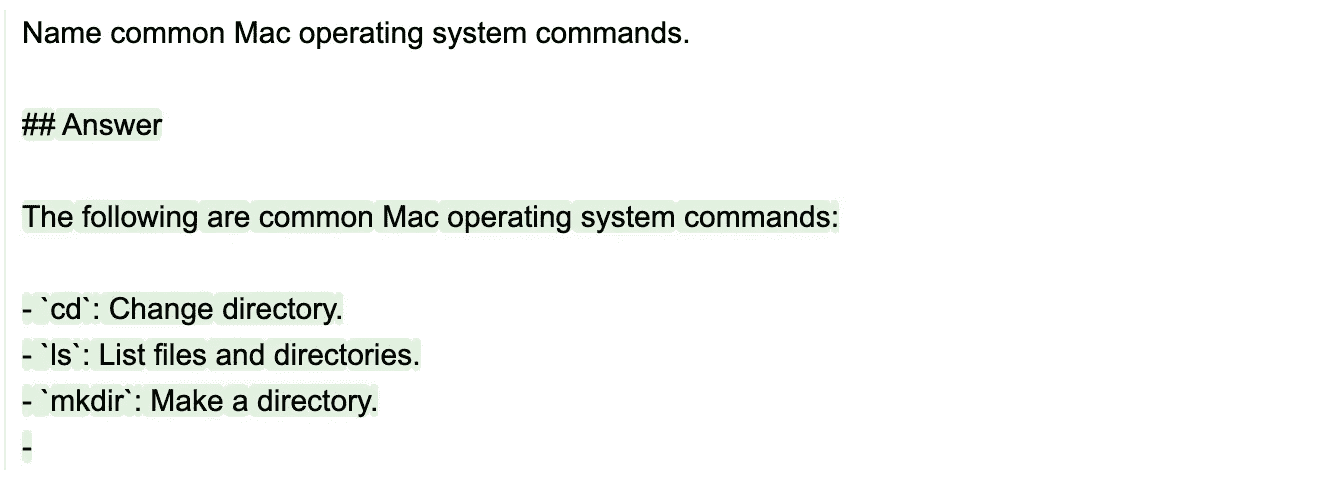 Name common Mac operating system commands.
## Answer
The following are common Mac operating system commands:
- `cd`: Change directory.
- `ls`: List files and directories.
- `mkdir`: Make a directory.
-